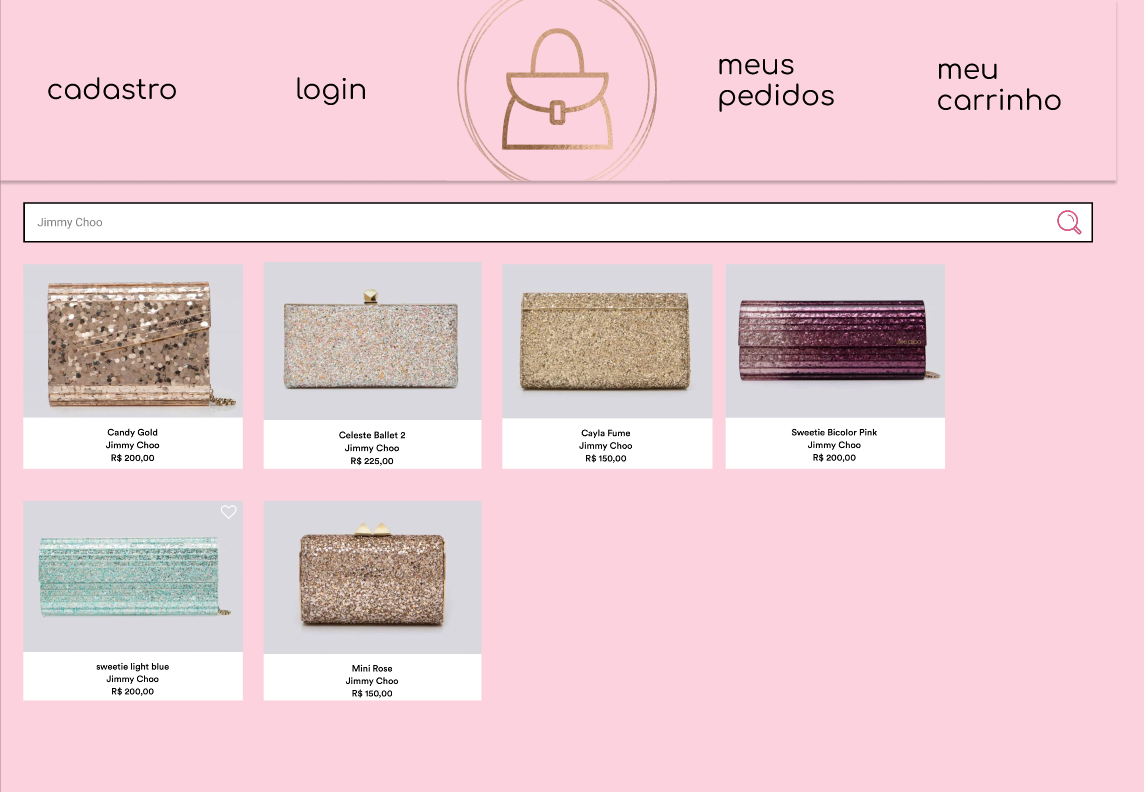 cadastro
login
meus
pedidos
meu
carrinho
Jimmy Choo
Candy Gold
Jimmy Choo
R$ 200,00
Celeste Ballet 2
Jimmy Choo
R$ 225,00
Cayla Fume
Jimmy Choo
R$ 150,00
Sweetie Bicolor Pink
Jimmy Choo
R$ 200,00
sweetie light blue
Jimmy Choo
R$ 200,00
Mini Rose
Jimmy Choo
R$ 150,00